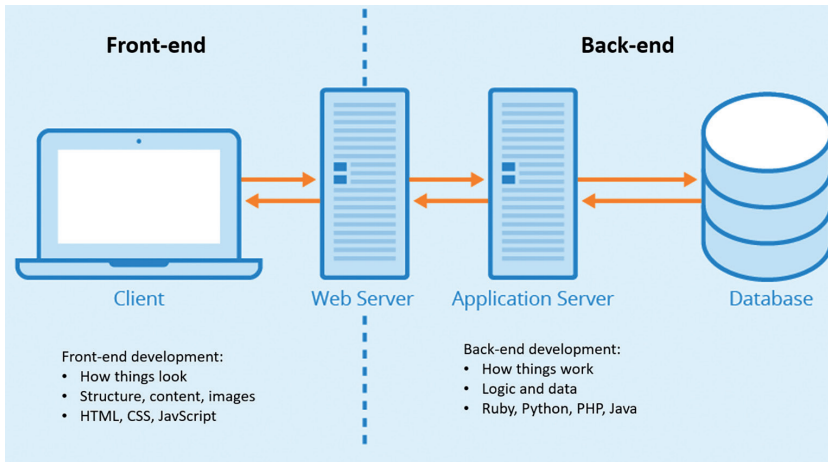 Front-end
Back-end
Client
Web Server
Application Server
Database
Front-end development:
• How things look
• Structure, content, images
• HTML, CSS, JavScript
Back-end development:
• How things work
• Logic and data
• Ruby, Python, PHP, Java